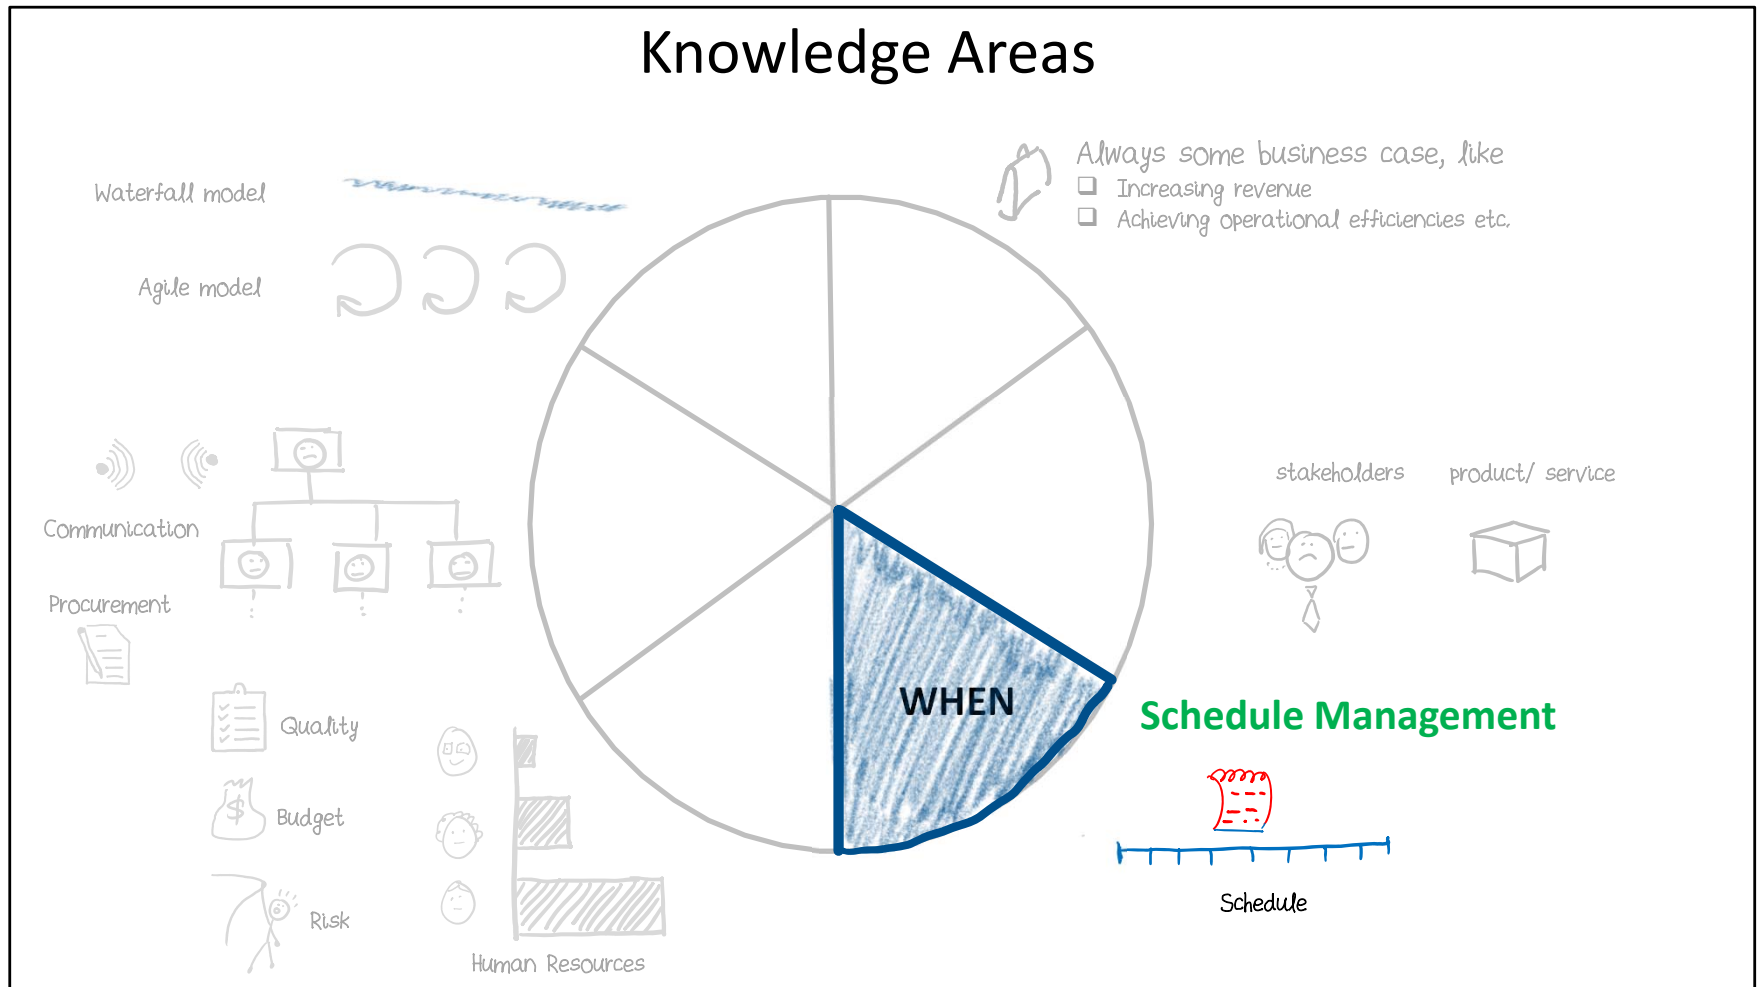 Knowledge Areas
Waterfall model
Agile model
Always some business case, like
Increasing revenue
Achieving operational efficiencies etc.
stakeholders
product/ service
Communication
Procurement
Quality
Budget
$
Risk
Human Resources
WHEN
Schedule Management
Schedule